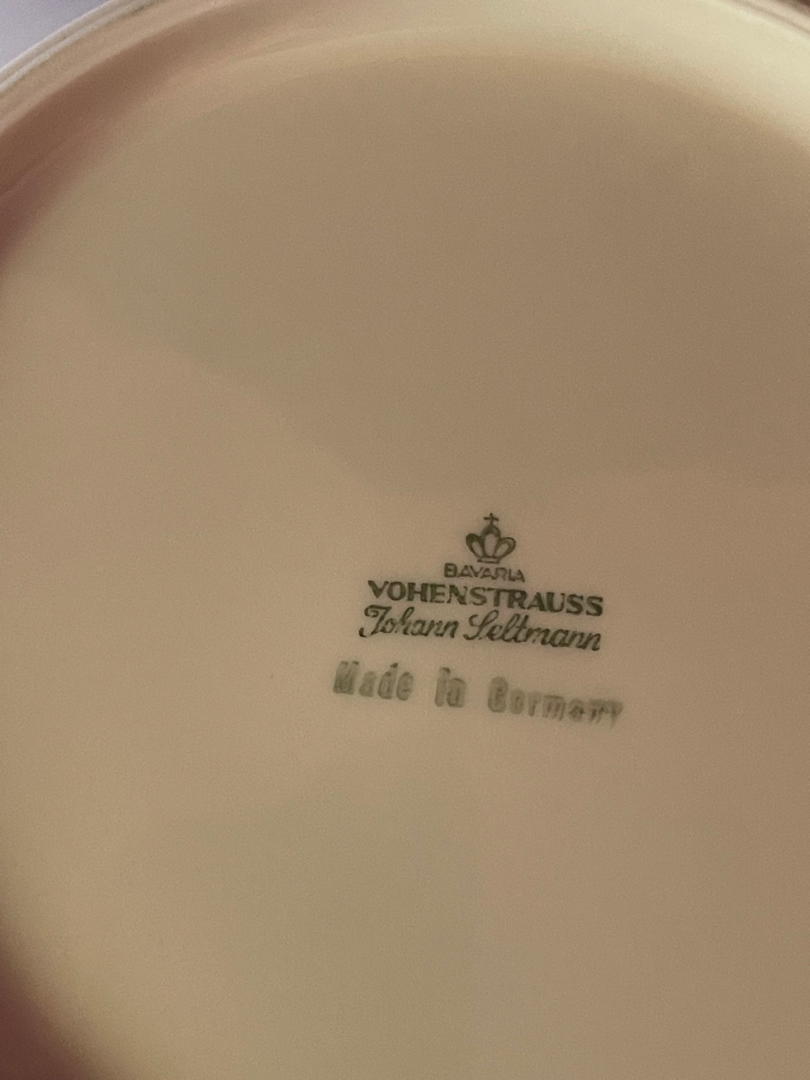 BAVARIA
VOHENSTRAUSS
Johann Seltmann
Made in Germany